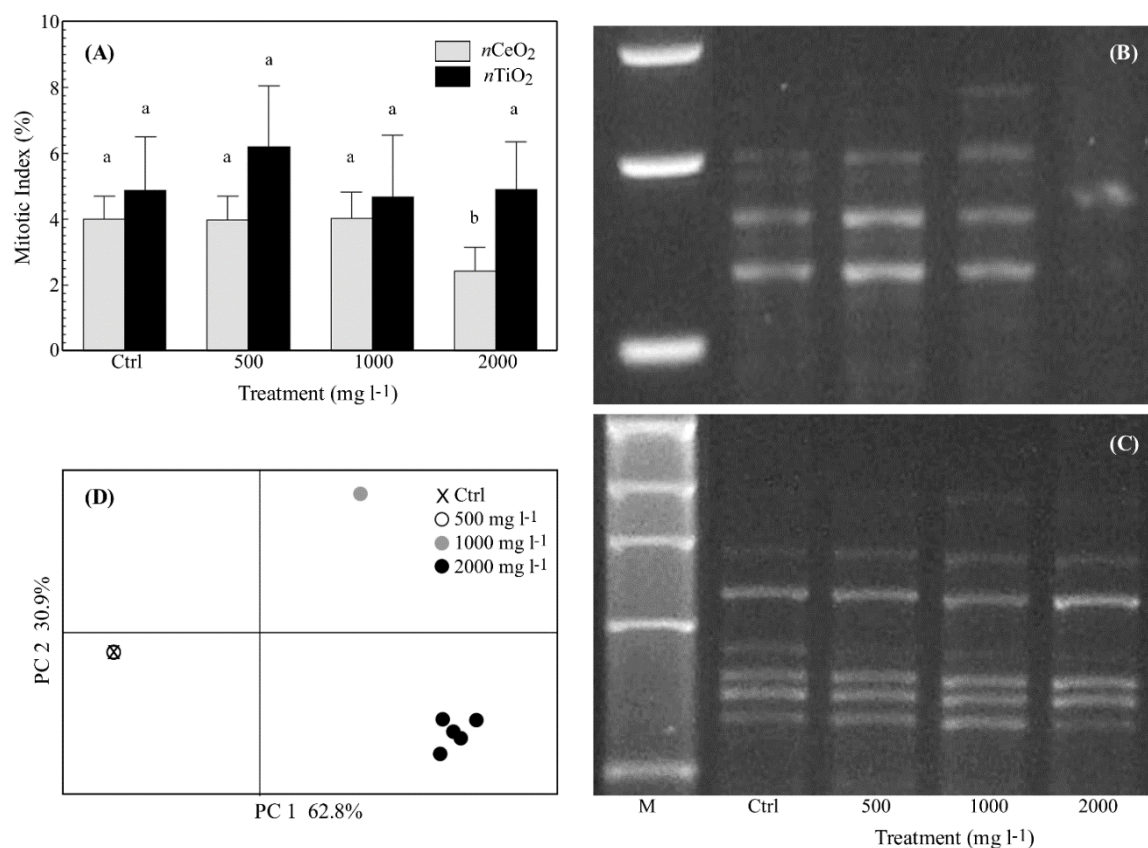 (A)
nCeO₂
nTiO₂
a
a
a
a
a
a
b
a
Mitotic Index (%)
10
8
6
4
2
0
Ctrl 500 1000 2000
Treatment (mg l-1)
(B)
(C)
M Ctrl 500 1000 2000
Treatment (mg l-1)
(D)
X Ctrl
500 mg l-1
1000 mg l-1
2000 mg l-1
PC 2 30.9%
PC 1 62.8%